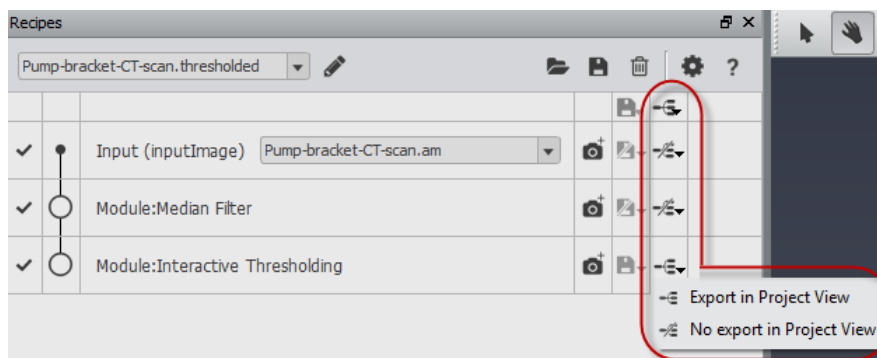 Recipes
Pump-bracket-CT-scan.thresholded
?
Input (inputImage) Pump-bracket-CT-scan.am
Module:Median Filter
Module:Interactive Thresholding
Export in Project View
No export in Project View